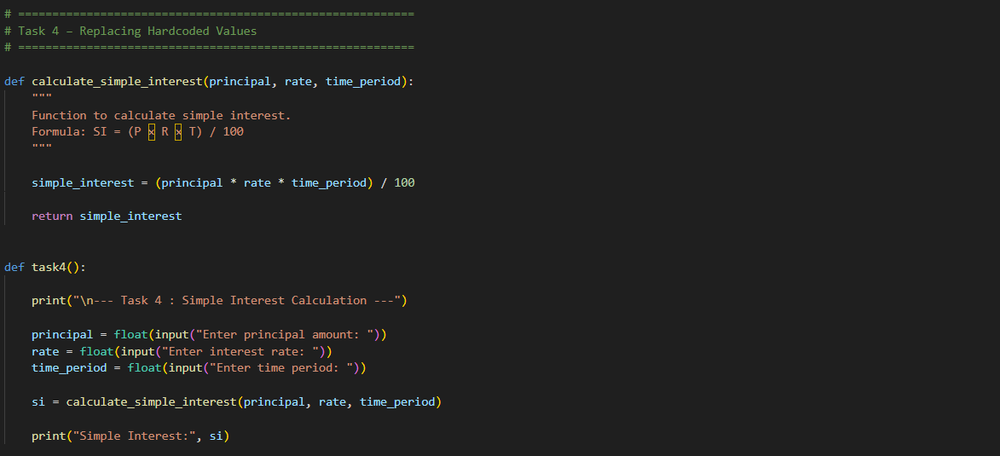 # ==========================================================
# Task 4 – Replacing Hardcoded Values
# ==========================================================
def calculate_simple_interest(principal, rate, time_period):
    """
    Function to calculate simple interest.
    Formula: SI = (P × R × T) / 100
    """
    simple_interest = (principal * rate * time_period) / 100
    return simple_interest
def task4():
    print("\n--- Task 4 : Simple Interest Calculation ---")
    principal = float(input("Enter principal amount: "))
    rate = float(input("Enter interest rate: "))
    time_period = float(input("Enter time period: "))
    si = calculate_simple_interest(principal, rate, time_period)
    print("Simple Interest:", si)